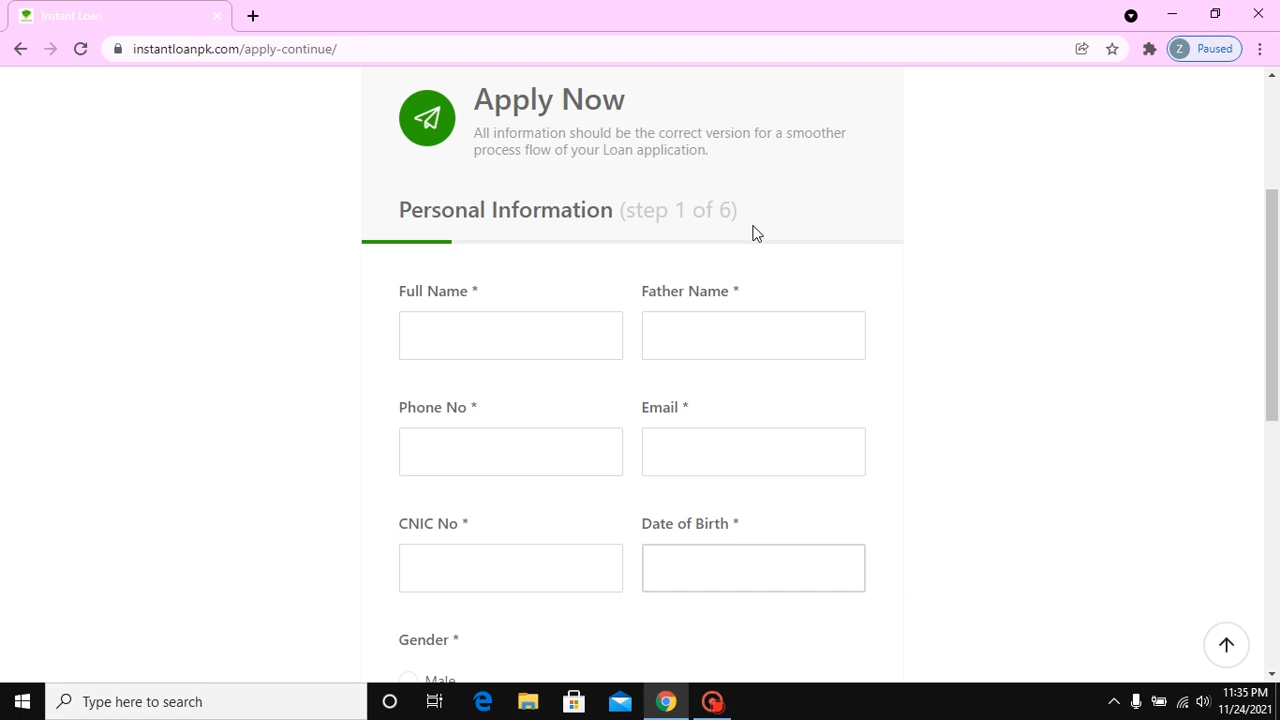 Instant Loan
instantloanpk.com/apply-continue/
Z Paused
Apply Now
All information should be the correct version for a smoother
process flow of your Loan application.
Personal Information (step 1 of 6)
Full Name *
Father Name *
Phone No *
Email *
CNIC No *
Date of Birth *
Gender *
Male
Type here to search
11:35 PM
11/24/2021